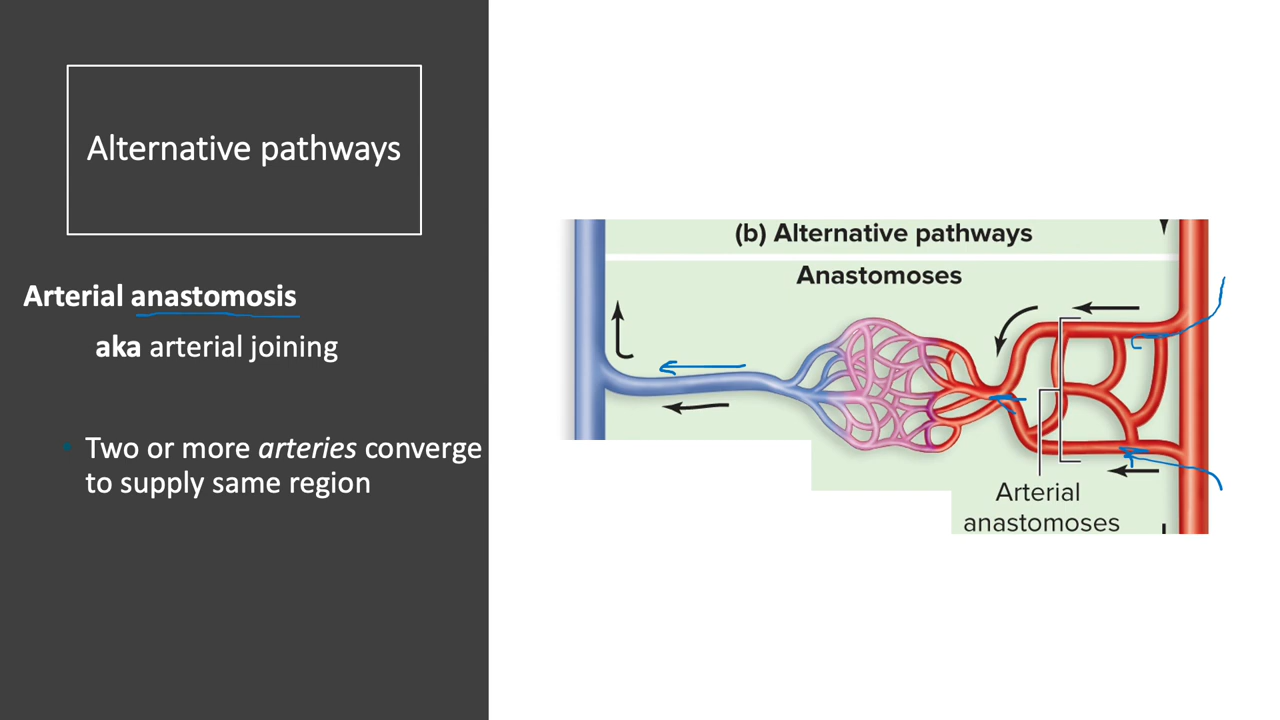 Alternative pathways
Arterial anastomosis
aka arterial joining
• Two or more arteries converge
to supply same region
(b) Alternative pathways
Anastomoses
Arterial
anastomoses